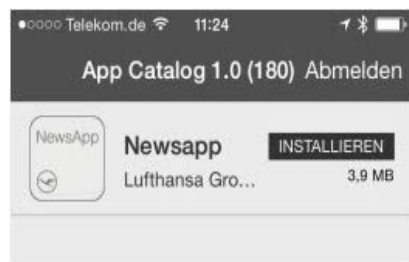 Telekom.de 11:24
App Catalog 1.0 (180) Abmelden
NewsApp
Newsapp INSTALLIEREN
Lufthansa Gro... 3,9 MB